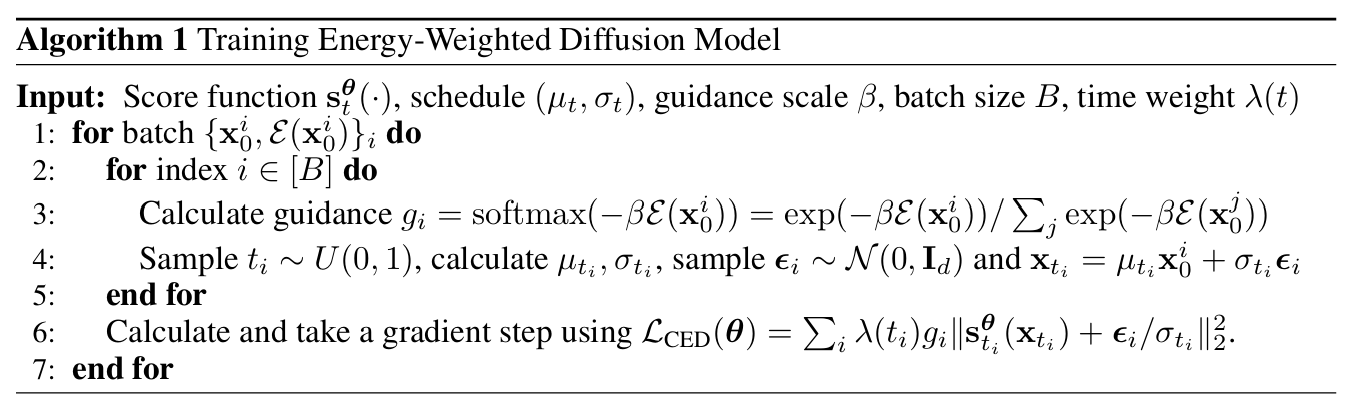 Algorithm 1 Training Energy-Weighted Diffusion Model
Input: Score function $\mathbf{s}_t^{\boldsymbol{\theta}}(\cdot)$, schedule $(\mu_t, \sigma_t)$, guidance scale $\beta$, batch size $B$, time weight $\lambda(t)$
1: for batch $\{\mathbf{x}_0^i, \mathcal{E}(\mathbf{x}_0^i)\}_i$ do
2: for index $i \in [B]$ do
3: Calculate guidance $g_i = \mathrm{softmax}(-\beta\mathcal{E}(\mathbf{x}_0^i)) = \exp(-\beta\mathcal{E}(\mathbf{x}_0^i)) / \sum_j \exp(-\beta\mathcal{E}(\mathbf{x}_0^j))$
4: Sample $t_i \sim U(0, 1)$, calculate $\mu_{t_i}, \sigma_{t_i}$, sample $\boldsymbol{\epsilon}_i \sim \mathcal{N}(0, \mathbf{I}_d)$ and $\mathbf{x}_{t_i} = \mu_{t_i}\mathbf{x}_0^i + \sigma_{t_i}\boldsymbol{\epsilon}_i$
5: end for
6: Calculate and take a gradient step using $\mathcal{L}_{\text{CED}}(\boldsymbol{\theta}) = \sum_i \lambda(t_i) g_i \|\mathbf{s}_{t_i}^{\boldsymbol{\theta}}(\mathbf{x}_{t_i}) + \boldsymbol{\epsilon}_i/\sigma_{t_i}\|_2^2$.
7: end for